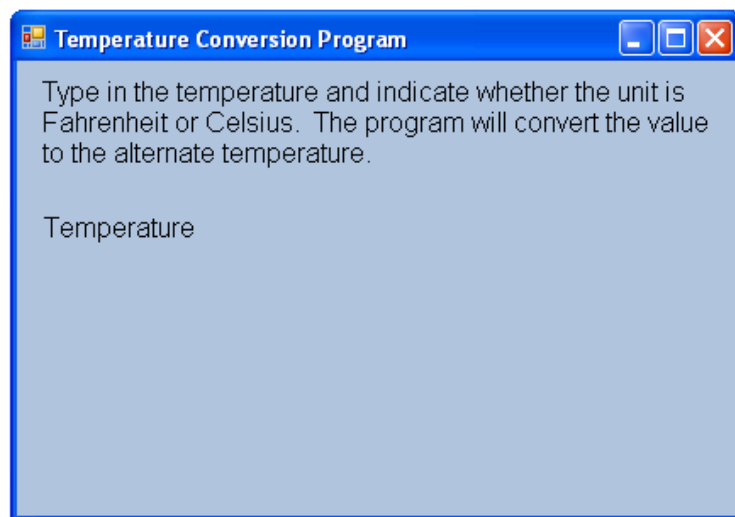 Temperature Conversion Program
Type in the temperature and indicate whether the unit is
Fahrenheit or Celsius.  The program will convert the value
to the alternate temperature.
Temperature